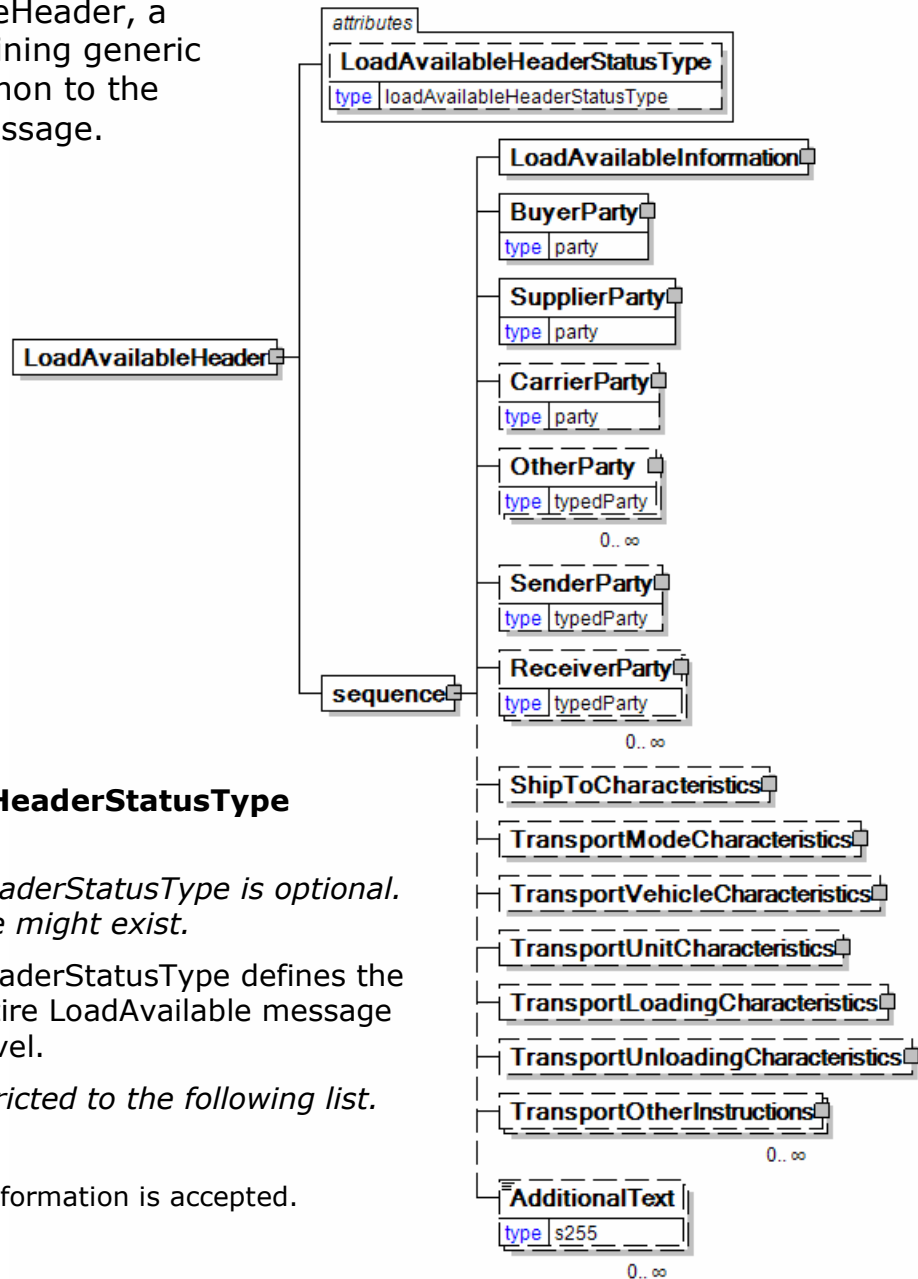 eHeader, a
ining generic
mon to the
ssage.
HeaderStatusType
eaderStatusType is optional.
e might exist.
eaderStatusType defines the
tire LoadAvailable message
vel.
ricted to the following list.
formation is accepted.
LoadAvailableHeader
attributes
LoadAvailableHeaderStatusType
type loadAvailableHeaderStatusType
sequence
LoadAvailableInformation
BuyerParty
type party
SupplierParty
type party
CarrierParty
type party
OtherParty
type typedParty
0.. ∞
SenderParty
type typedParty
ReceiverParty
type typedParty
0.. ∞
ShipToCharacteristics
TransportModeCharacteristics
TransportVehicleCharacteristics
TransportUnitCharacteristics
TransportLoadingCharacteristics
TransportUnloadingCharacteristics
TransportOtherInstructions
0.. ∞
AdditionalText
type s255
0.. ∞